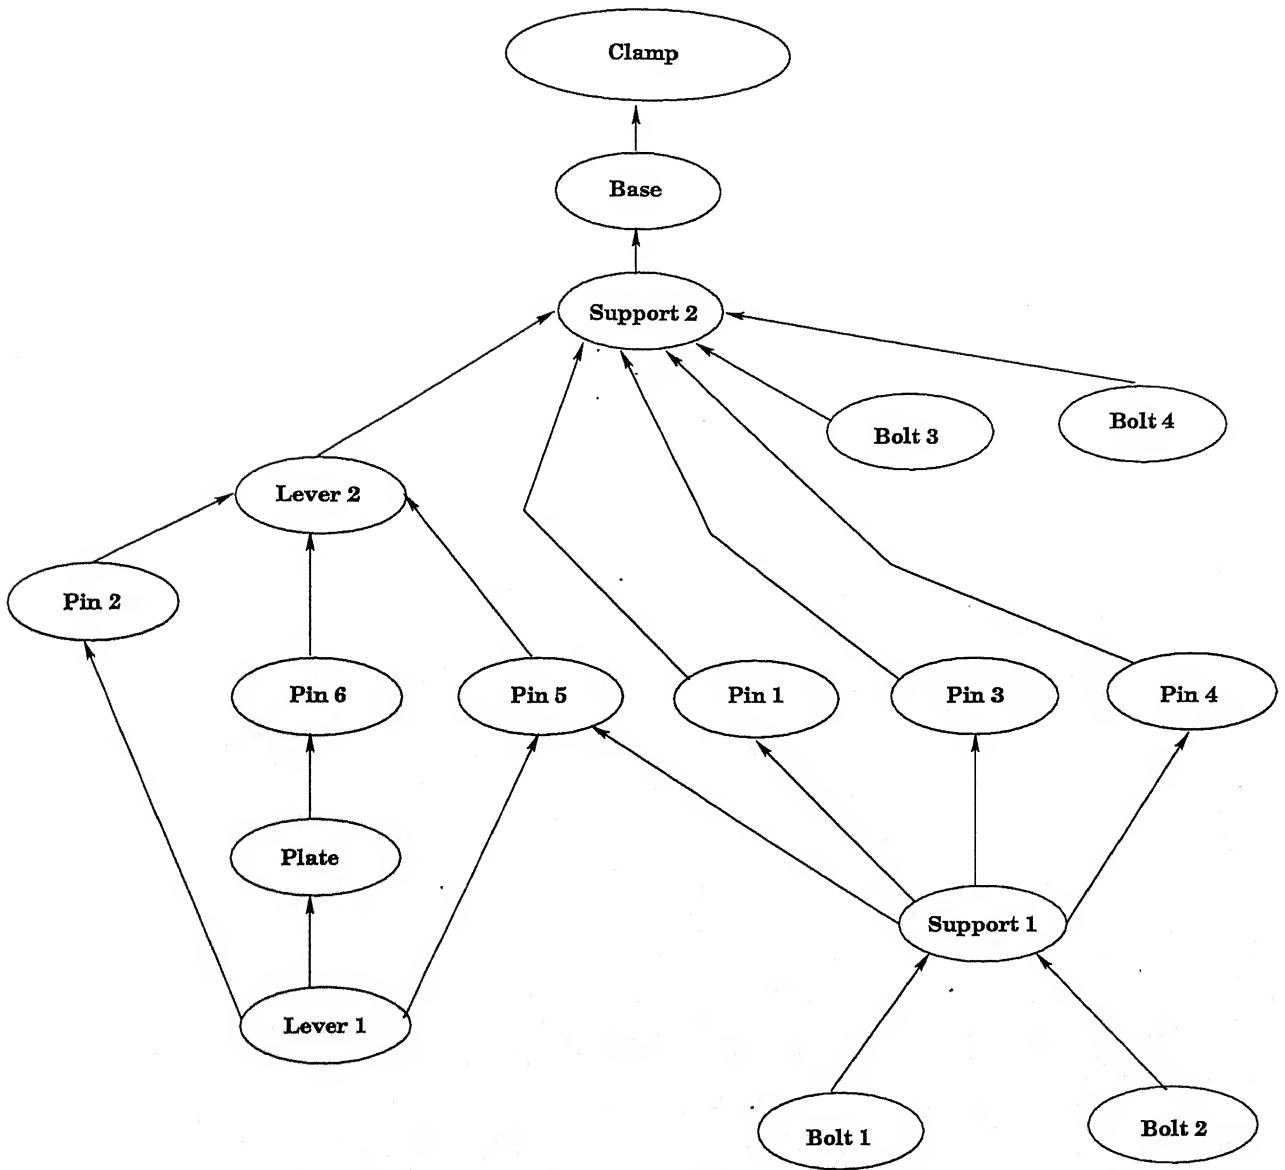 Clamp
Base
Support 2
Bolt 3
Bolt 4
Lever 2
Pin 2
Pin 6
Pin 5
Pin 1
Pin 3
Pin 4
Plate
Support 1
Lever 1
Bolt 1
Bolt 2